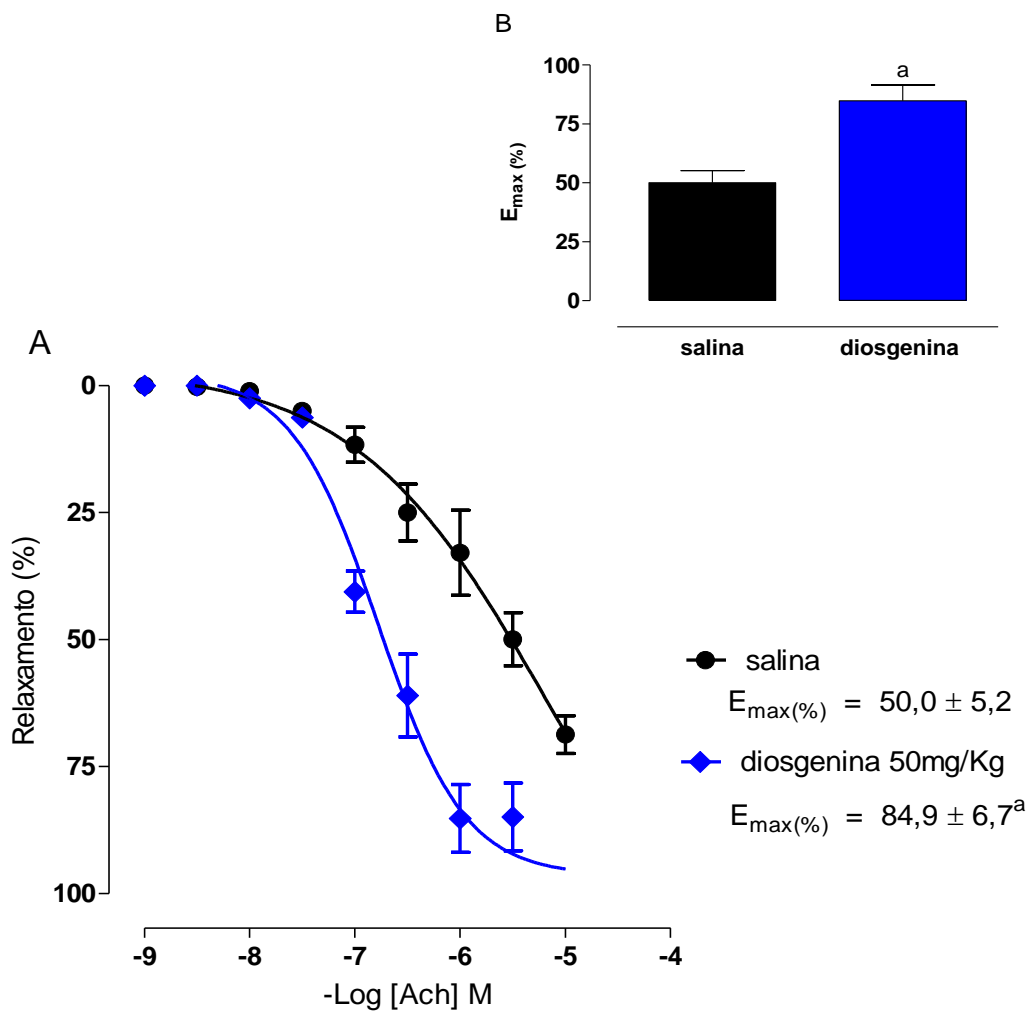 B
100
75
50
25
0
E max (%)
a
salina diosgenina
A
0
25
50
75
100
Relaxamento (%)
-9 -8 -7 -6 -5 -4
-Log [Ach] M
salina
Emax(%) = 50,0 ± 5,2
diosgenina 50mg/Kg
Emax(%) = 84,9 ± 6,7a